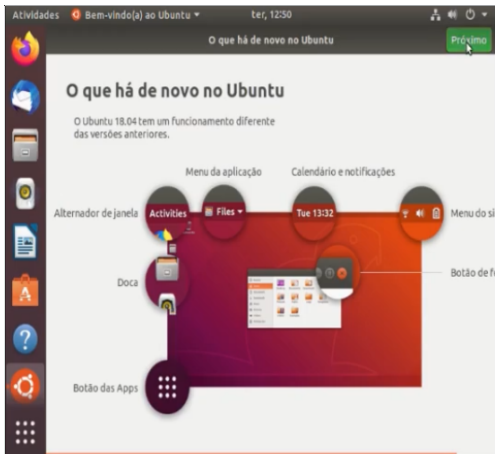 Atividades Bem-vindo(a) ao Ubuntu ter, 12:50
O que há de novo no Ubuntu Próximo
O que há de novo no Ubuntu
O Ubuntu 18.04 tem um funcionamento diferente
das versões anteriores.
Menu da aplicação Calendário e notificações
Alternador de janela Activities Files Tue 13:32 Menu do si
Doca Botão de f
Botão das Apps